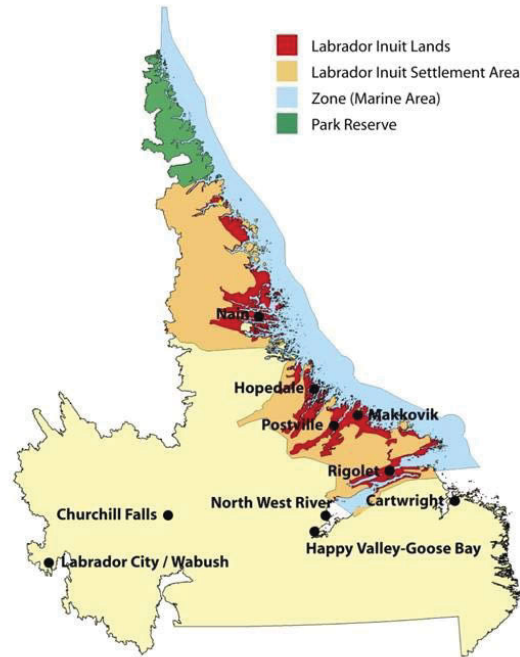 Labrador Inuit Lands
Labrador Inuit Settlement Area
Zone (Marine Area)
Park Reserve
Nain
Hopedale
Makkovik
Postville
Rigolet
North West River
Cartwright
Churchill Falls
Happy Valley-Goose Bay
Labrador City / Wabush